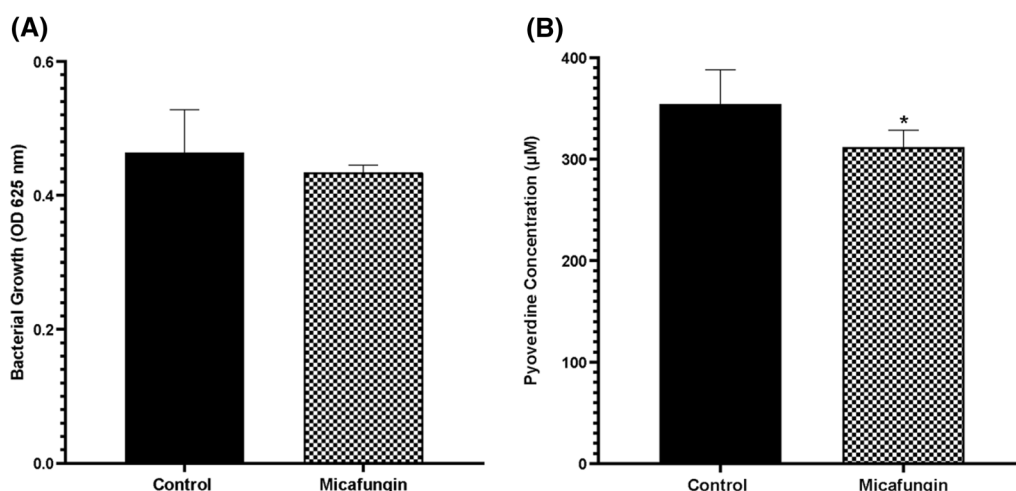 (A)
Bacterial Growth (OD 625 nm)
0.6
0.4
0.2
0.0
Control
Micafungin
(B)
Pyoverdine Concentration (µM)
400
300
200
100
0
*
Control
Micafungin